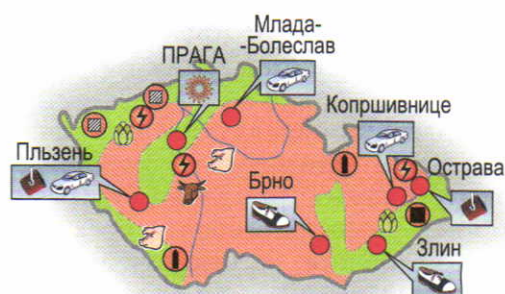 Млада-
-Болеслав
ПРАГА
Копршивнице
Пльзень
Острава
Брно
Злин